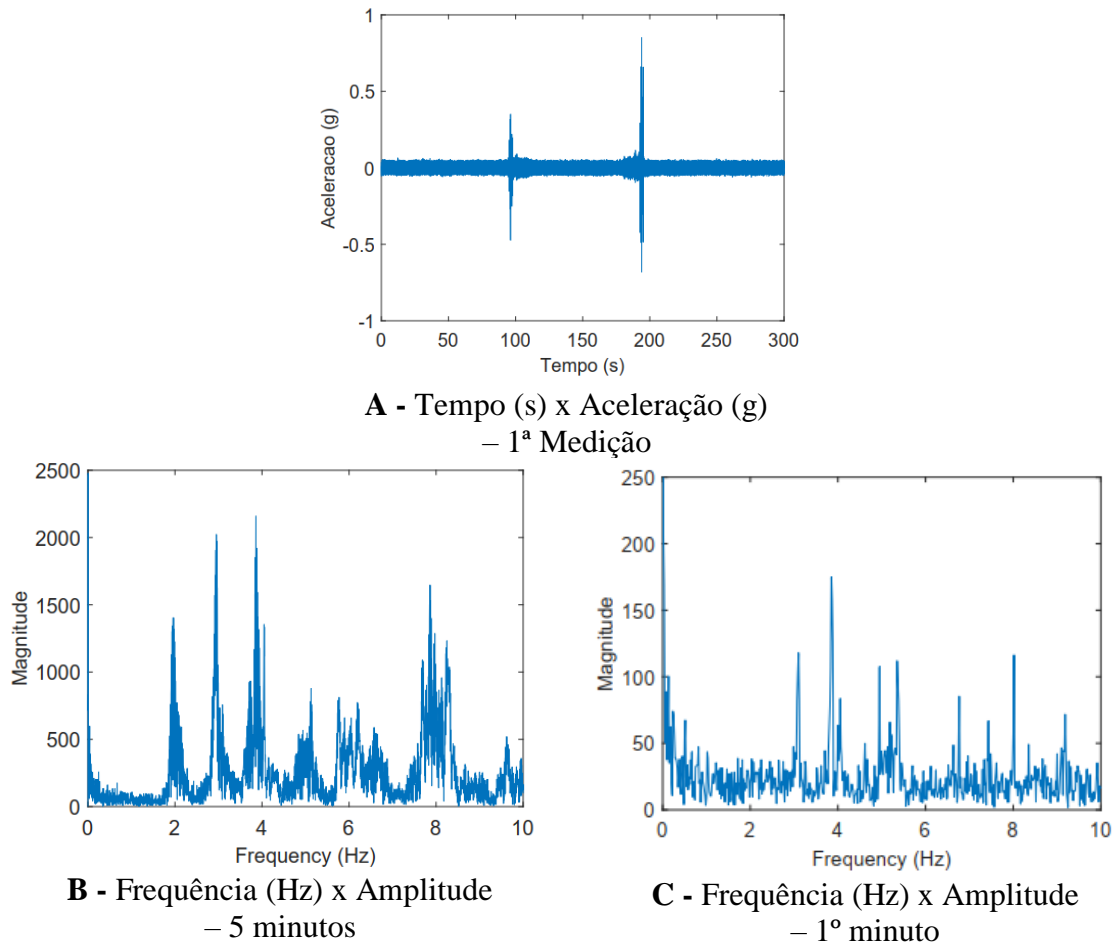 1
0.5
0
-0.5
-1
Aceleracao (g)
0 50 100 150 200 250 300
Tempo (s)
A - Tempo (s) x Aceleração (g)
– 1ª Medição
2500
2000
1500
1000
500
0
Magnitude
0 2 4 6 8 10
Frequency (Hz)
B - Frequência (Hz) x Amplitude
– 5 minutos
250
200
150
100
50
0
Magnitude
0 2 4 6 8 10
Frequency (Hz)
C - Frequência (Hz) x Amplitude
– 1º minuto